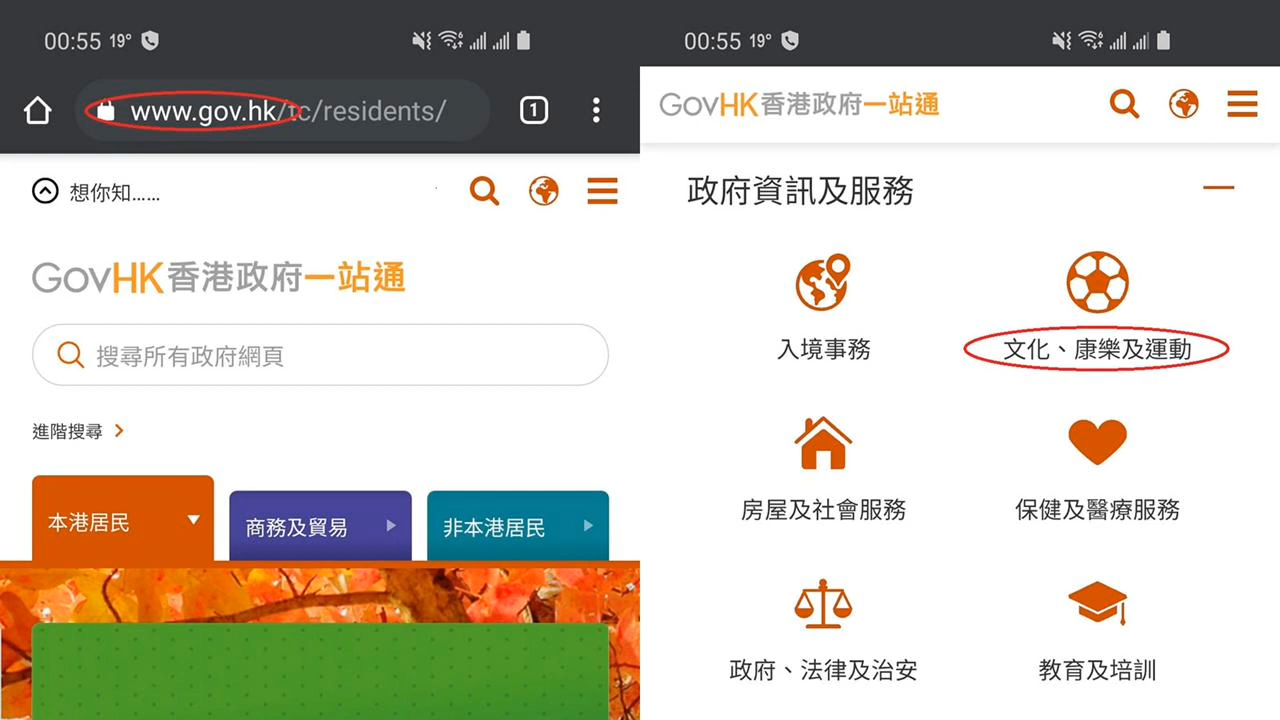 00:55 19°
www.gov.hk/tc/residents/
1
想你知......
GovHK香港政府一站通
搜尋所有政府網頁
進階搜尋
本港居民
商務及貿易
非本港居民
00:55 19°
GovHK香港政府一站通
政府資訊及服務
入境事務
文化、康樂及運動
房屋及社會服務
保健及醫療服務
政府、法律及治安
教育及培訓